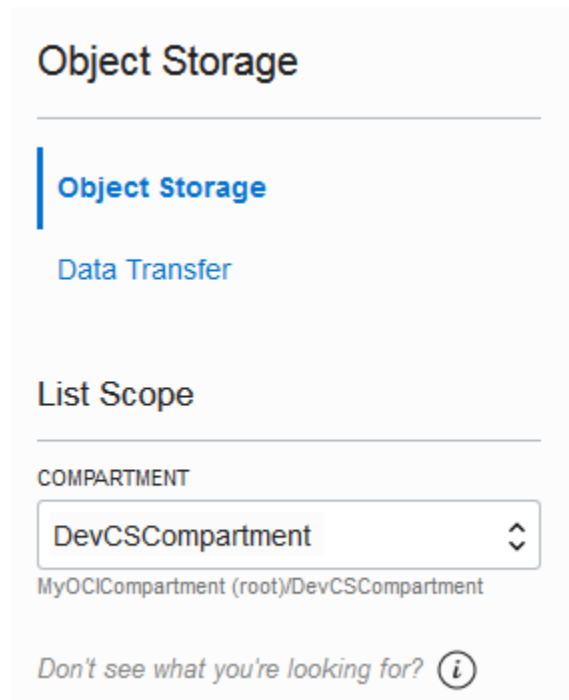 Object Storage
Object Storage
Data Transfer
List Scope
COMPARTMENT
DevCSCompartment
MyOCICompartment (root)/DevCSCompartment
Don't see what you're looking for? i